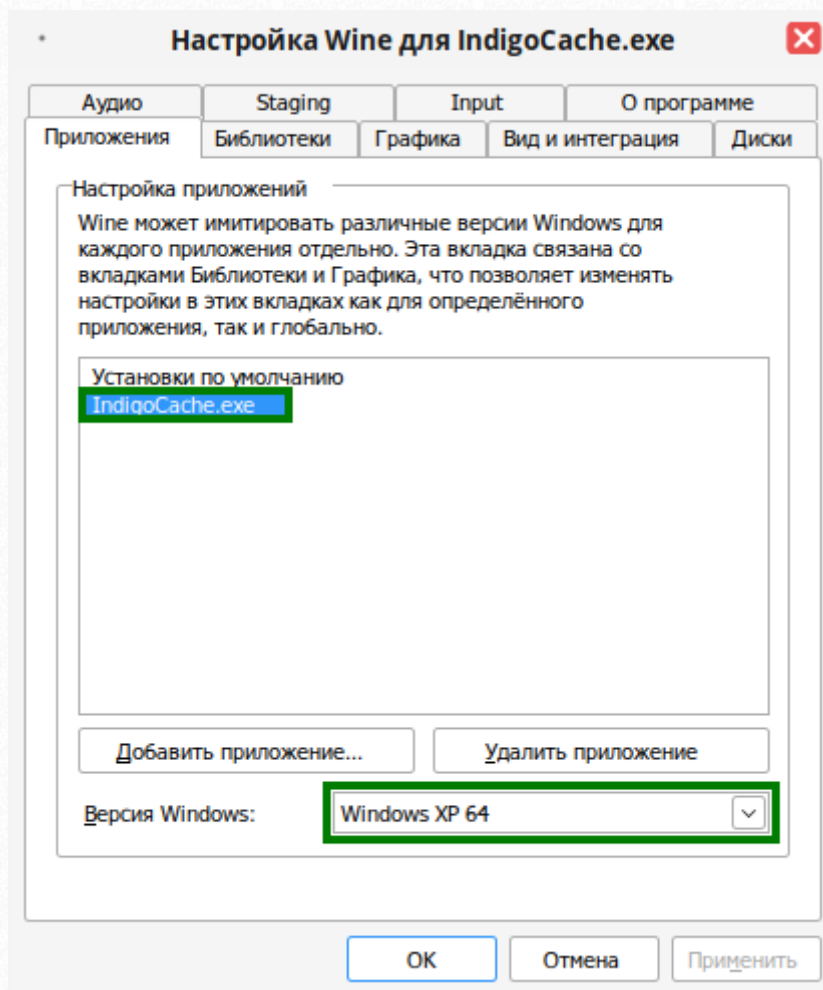 Настройка Wine для IndigoCache.exe
Аудио
Staging
Input
О программе
Приложения
Библиотеки
Графика
Вид и интеграция
Диски
Настройка приложений
Wine может имитировать различные версии Windows для
каждого приложения отдельно. Эта вкладка связана со
вкладками Библиотеки и Графика, что позволяет изменять
настройки в этих вкладках как для определённого
приложения, так и глобально.
Установки по умолчанию
IndigoCache.exe
Добавить приложение...
Удалить приложение
Версия Windows:
Windows XP 64
OK
Отмена
Применить